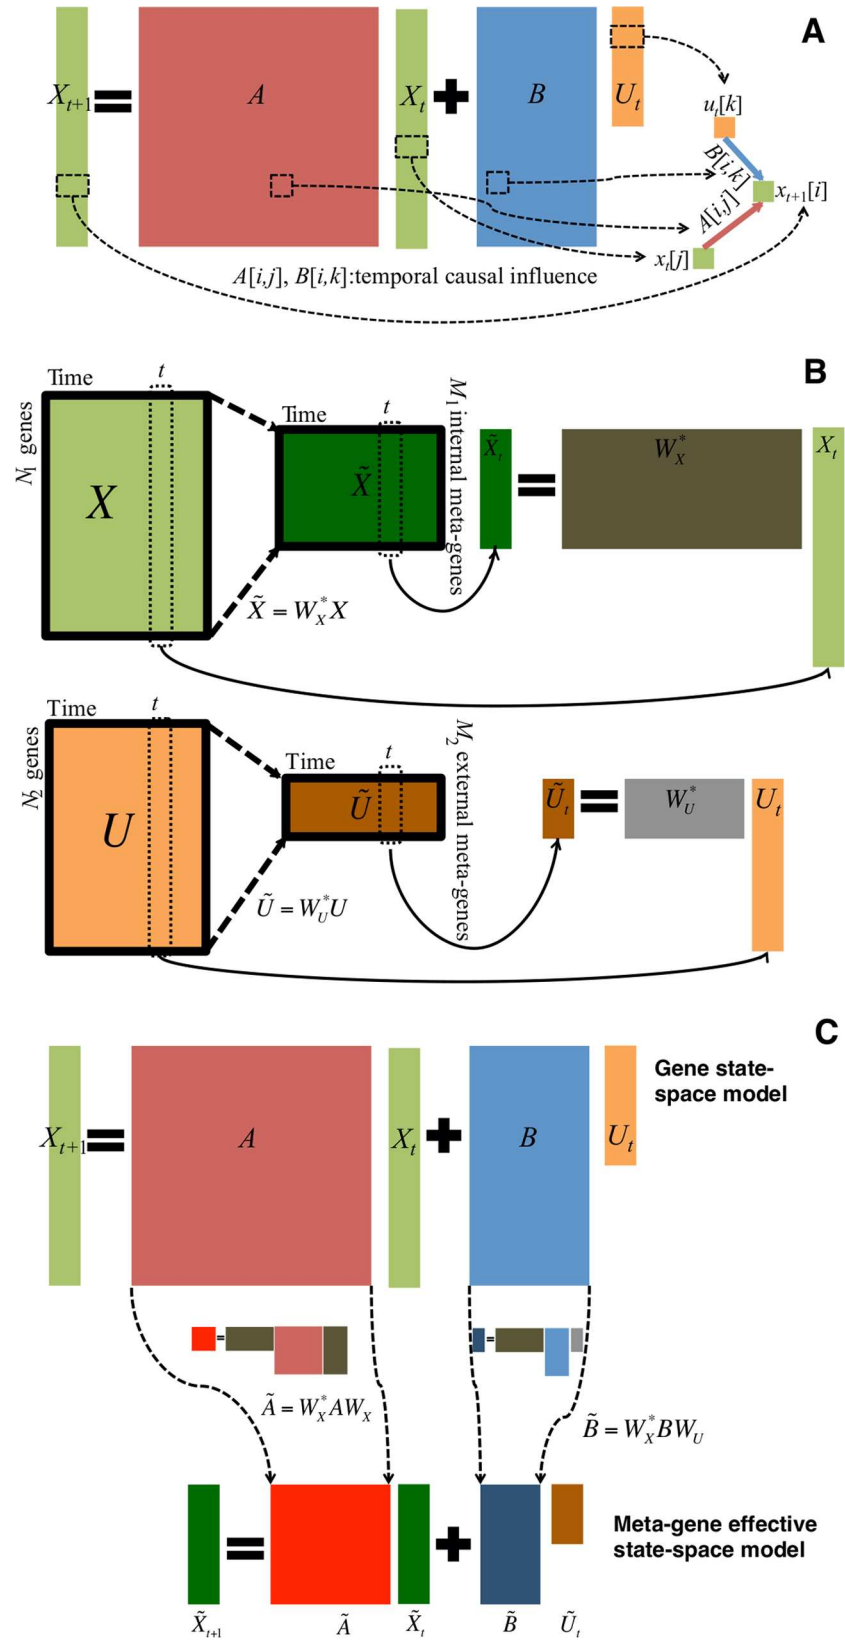 A
X_{t+1} = A X_t + B U_t
u_t[k]
B[i,k]
x_{t+1}[i]
A[i,j]
x_t[j]
A[i,j], B[i,k]:temporal causal influence
B
Time
t
N_1 genes
X
Time
t
X̃
M_1 internal meta-genes
X̃_t = W_X^* X_t
X̃ = W_X^* X
Time
t
N_2 genes
U
Time
t
Ũ
M_2 external meta-genes
Ũ_t = W_U^* U_t
Ũ = W_U^* U
C
Gene state-
space model
X_{t+1} = A X_t + B U_t
=
=
Ã = W_X^* A W_X
B̃ = W_X^* B W_U
= +
Meta-gene effective
state-space model
X̃_{t+1} Ã X̃_t B̃ Ũ_t